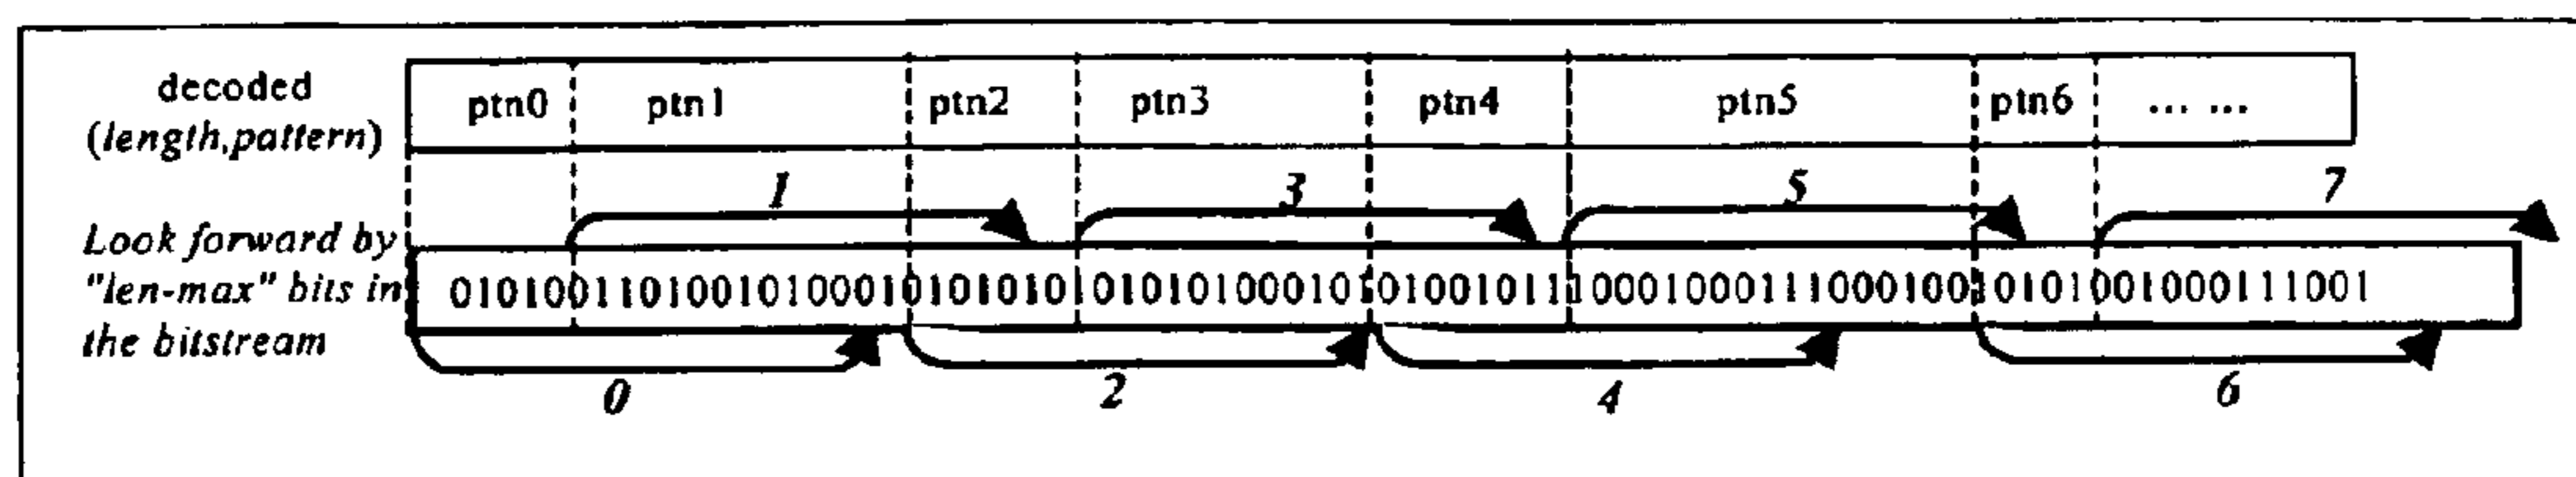 decoded
(length,pattern)
ptn0 ptn1 ptn2 ptn3 ptn4 ptn5 ptn6 ... ...
1 3 5 7
Look forward by
"len-max" bits in
the bitstream
0 2 4 6